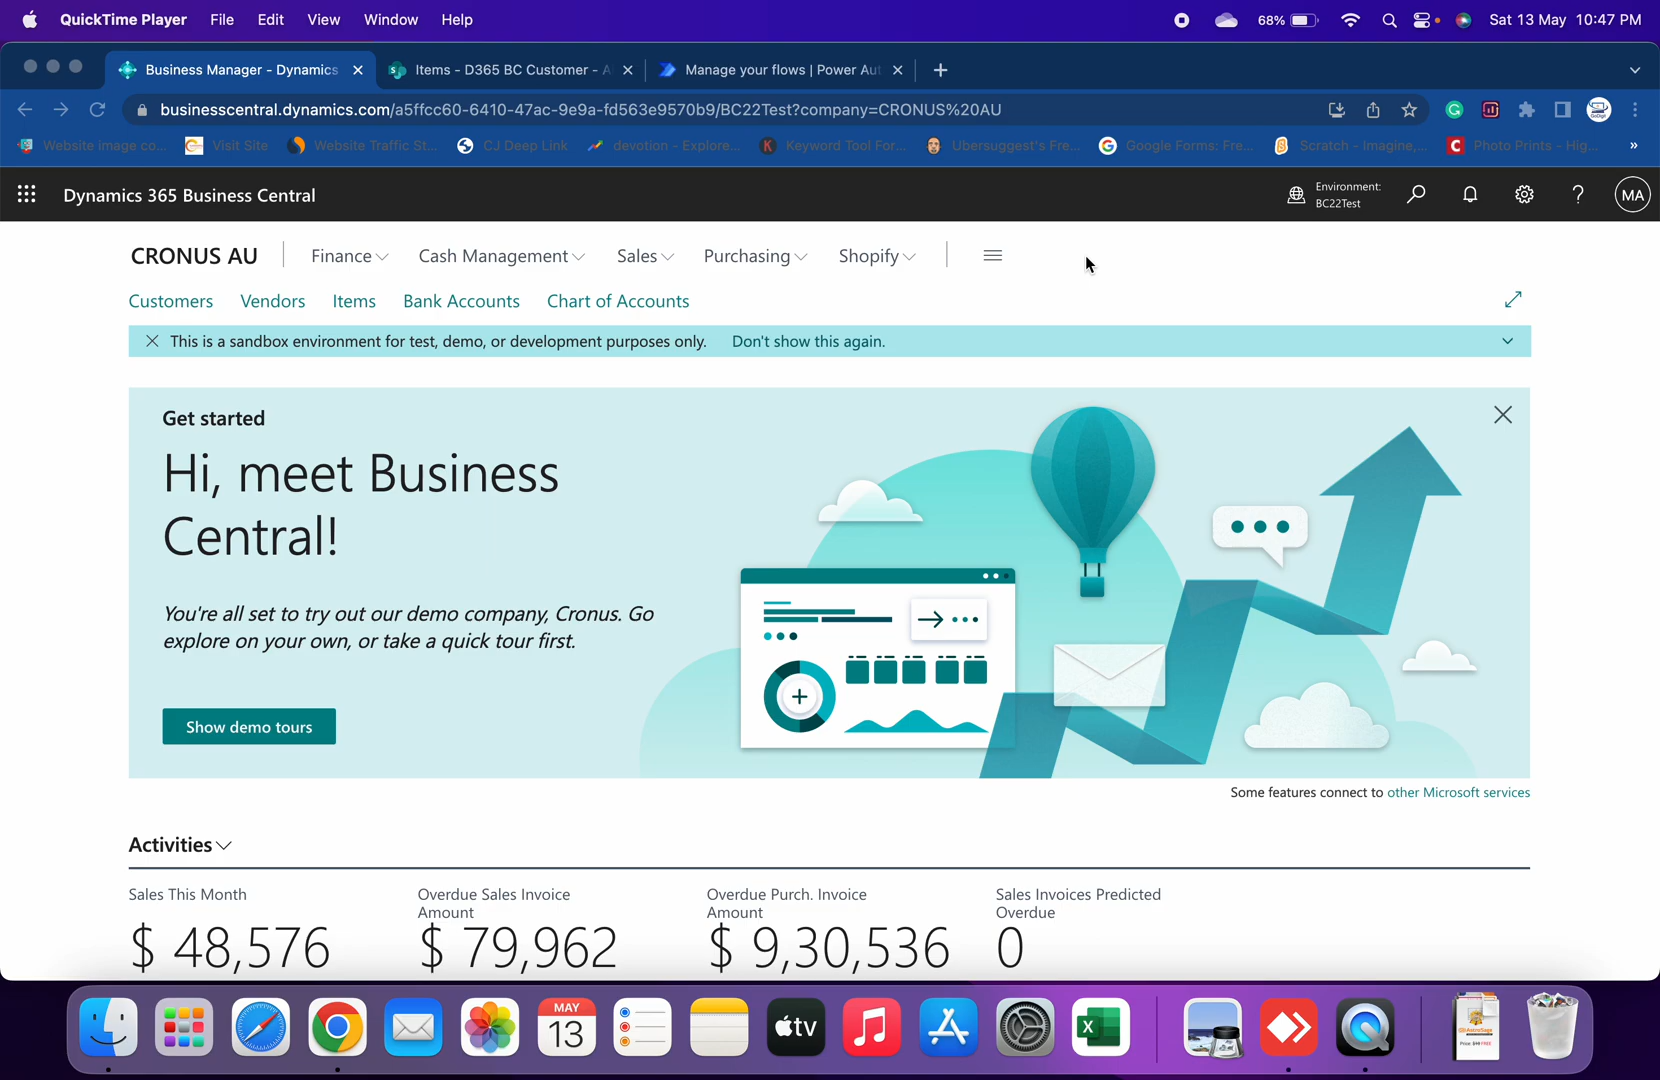 QuickTime Player File Edit View Window Help 68% Sat 13 May 10:47 PM
Business Manager - Dynamics Items - D365 BC Customer - A Manage your flows | Power Aut
businesscentral.dynamics.com/a5ffcc60-6410-47ac-9e9a-fd563e9570b9/BC22Test?company=CRONUS%20AU
Website image co... Visit Site Website Traffic St... CJ Deep Link devotion - Explore... Keyword Tool For... Ubersuggest's Fre... Google Forms: Fre... Scratch - Imagine,... Photo Prints - Hig... »
Dynamics 365 Business Central Environment: MA
BC22Test
CRONUS AU Finance Cash Management Sales Purchasing Shopify
Customers Vendors Items Bank Accounts Chart of Accounts
This is a sandbox environment for test, demo, or development purposes only. Don't show this again.
Get started
Hi, meet Business
Central!
You're all set to try out our demo company, Cronus. Go
explore on your own, or take a quick tour first.
Show demo tours
Some features connect to other Microsoft services
Activities
Sales This Month Overdue Sales Invoice Overdue Purch. Invoice Sales Invoices Predicted
Amount Amount Overdue
$ 48,576 $ 79,962 $ 9,30,536 0
MAY
13
tv